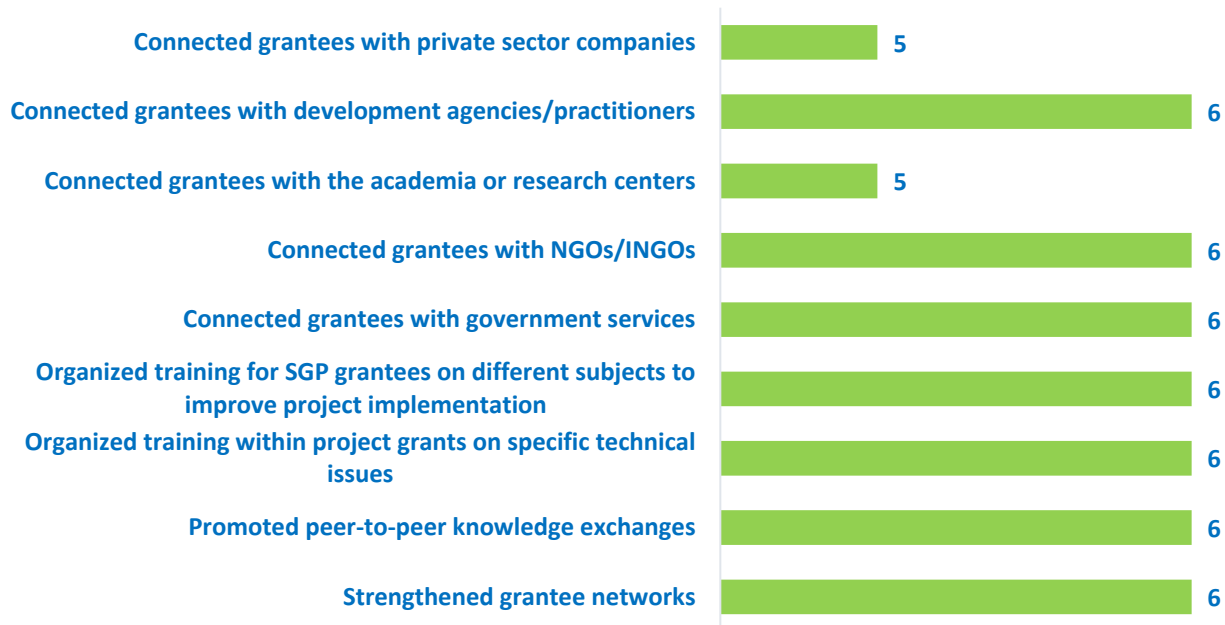 Connected grantees with private sector companies
5
Connected grantees with development agencies/practitioners
6
Connected grantees with the academia or research centers
5
Connected grantees with NGOs/INGOs
6
Connected grantees with government services
6
Organized training for SGP grantees on different subjects to
improve project implementation
6
Organized training within project grants on specific technical
issues
6
Promoted peer-to-peer knowledge exchanges
6
Strengthened grantee networks
6